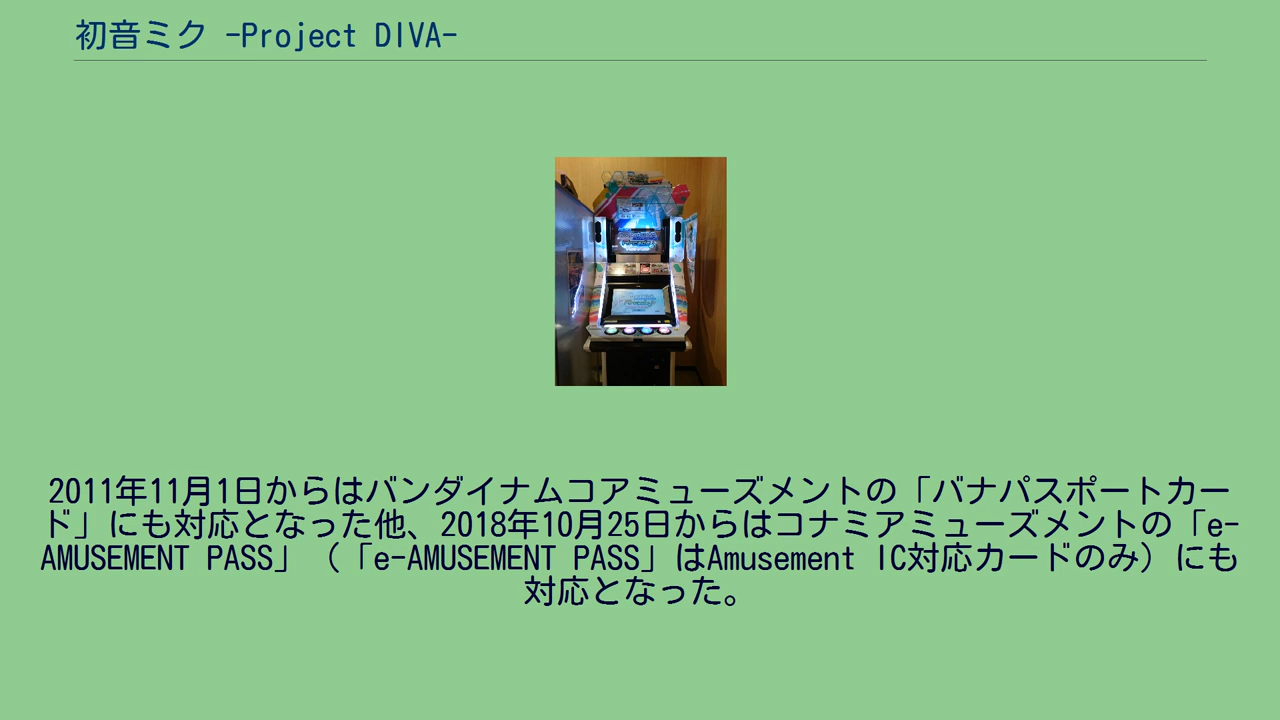 初音ミク -Project DIVA-
2011年11月1日からはバンダイナムコアミューズメントの「バナパスポートカー
ド」にも対応となった他、2018年10月25日からはコナミアミューズメントの「e-
AMUSEMENT PASS」（「e-AMUSEMENT PASS」はAmusement IC対応カードのみ）にも
対応となった。